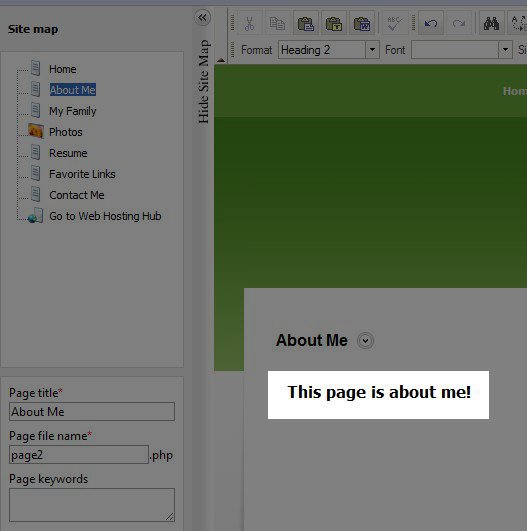 Site map
Home
About Me
My Family
Photos
Resume
Favorite Links
Contact Me
Go to Web Hosting Hub
Page title*
About Me
Page file name*
page2 .php
Page keywords
Hide Site Map
ABC
Format Heading 2 Font
Hom
About Me
This page is about me!